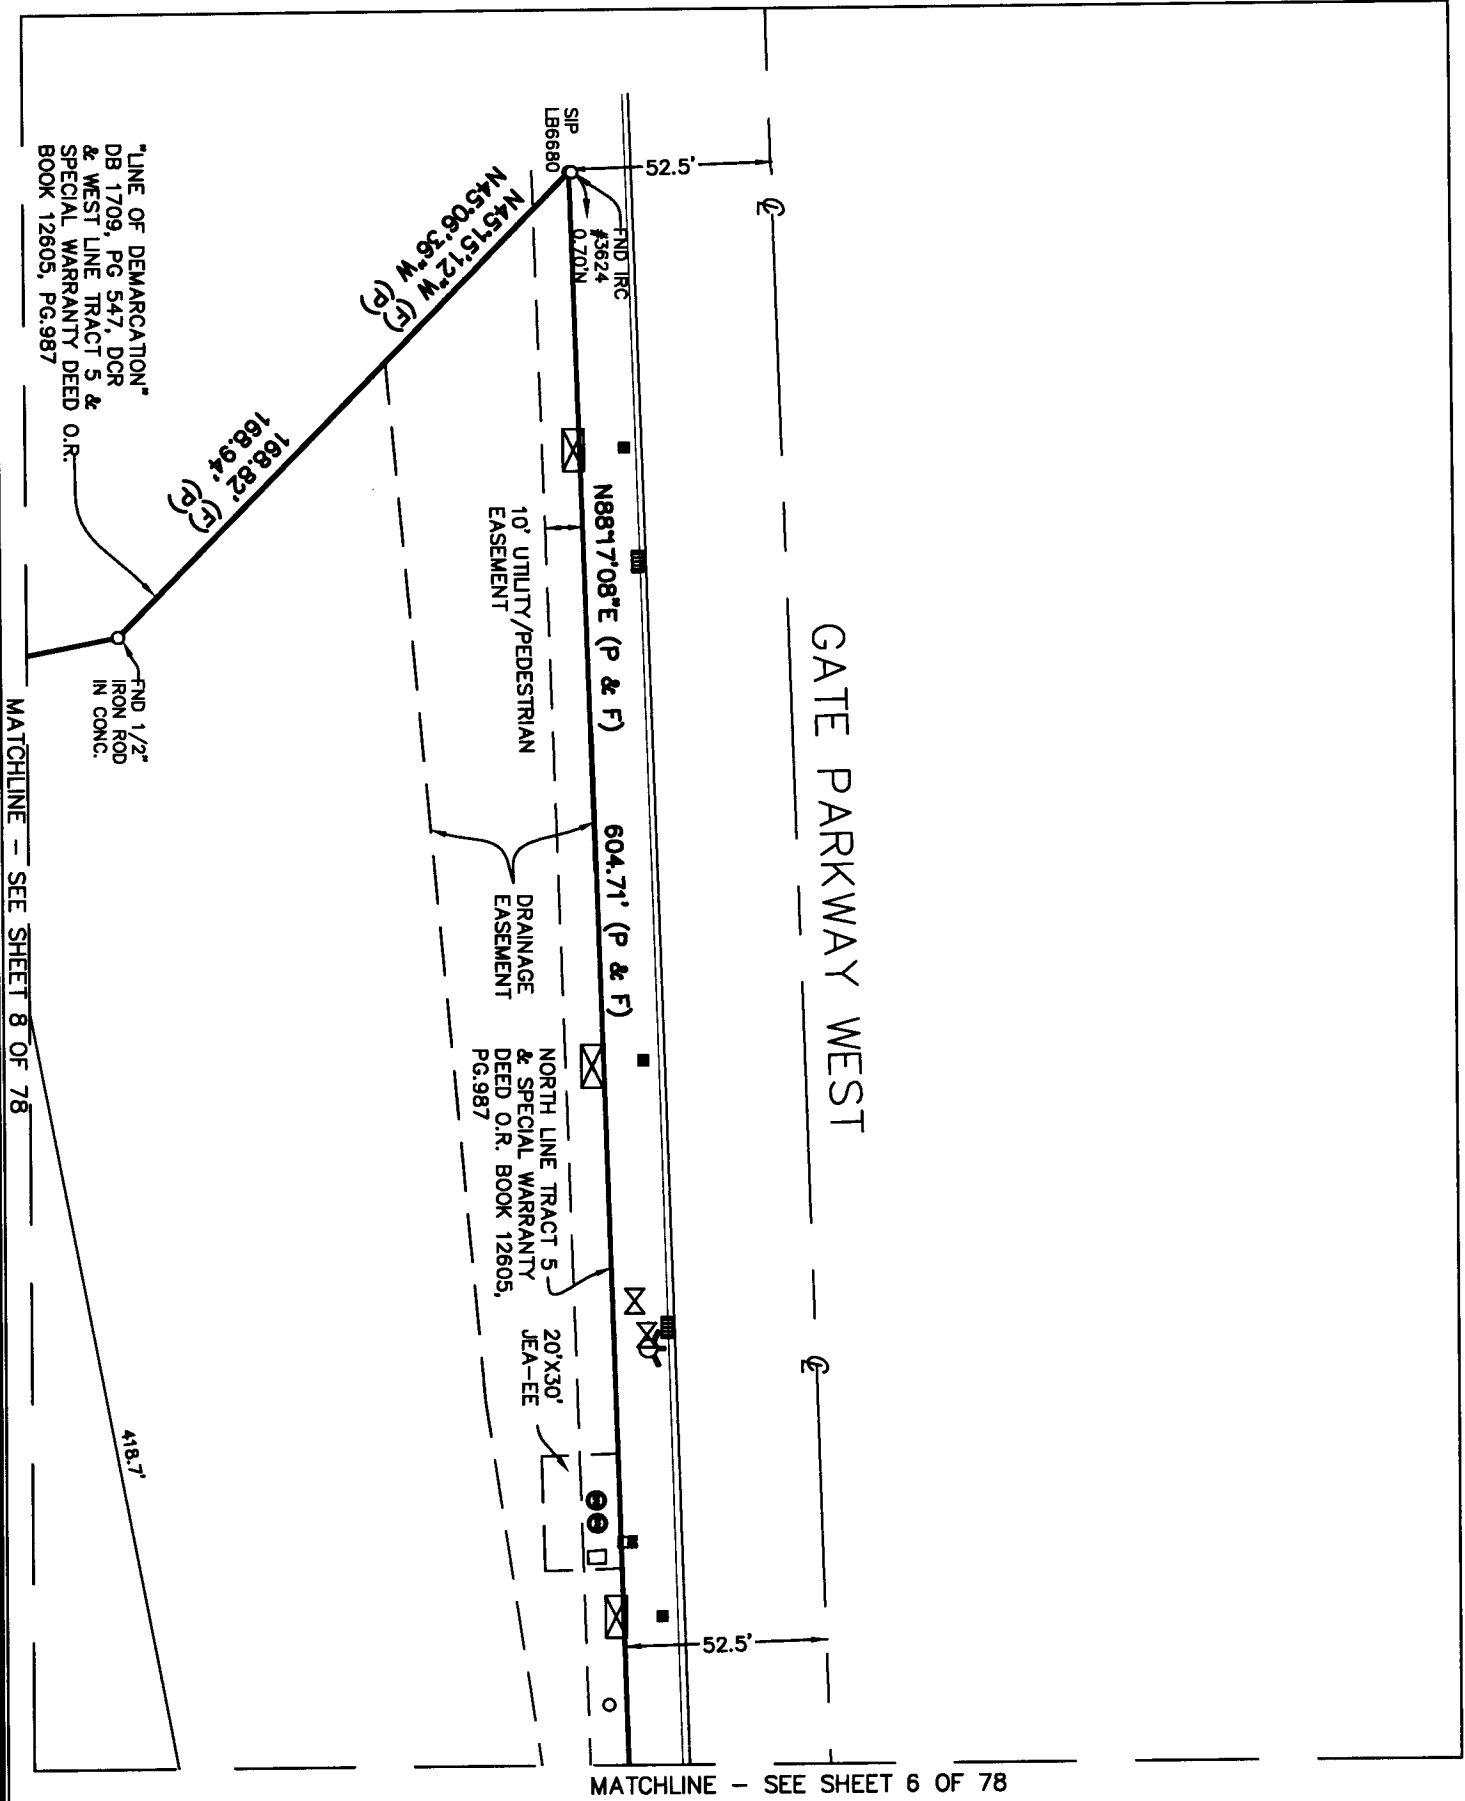 GATE PARKWAY WEST
℄
℄
52.5'
52.5'
SIP
LB6680
FND IRC
#3624
0.70'N
N88°17'08"E (P & F)
604.71' (P & F)
10' UTILITY/PEDESTRIAN
EASEMENT
DRAINAGE
EASEMENT
NORTH LINE TRACT 5
& SPECIAL WARRANTY
DEED O.R. BOOK 12605,
PG.987
20'X30'
JEA-EE
N45°15'12"W (F)
N45°06'36"W (P)
168.82' (F)
168.94' (P)
"LINE OF DEMARCATION"
DB 1709, PG 547, DCR
& WEST LINE TRACT 5 &
SPECIAL WARRANTY DEED O.R.
BOOK 12605, PG.987
FND 1/2"
IRON ROD
IN CONC.
418.7'
MATCHLINE - SEE SHEET 8 OF 78
MATCHLINE - SEE SHEET 6 OF 78